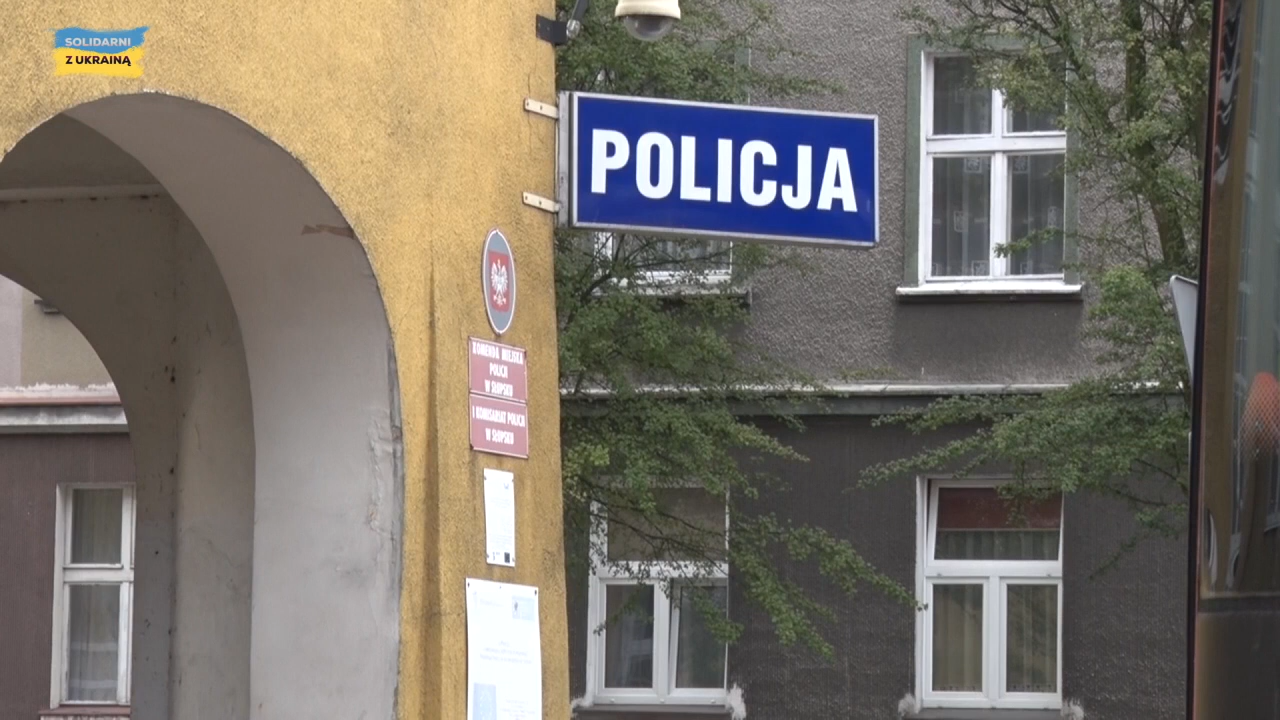 SOLIDARNI
Z UKRAINĄ
POLICJA
KOMENDA MIEJSKA
POLICJI
W SŁUPSKU
I KOMISARIAT POLICJI
W SŁUPSKU